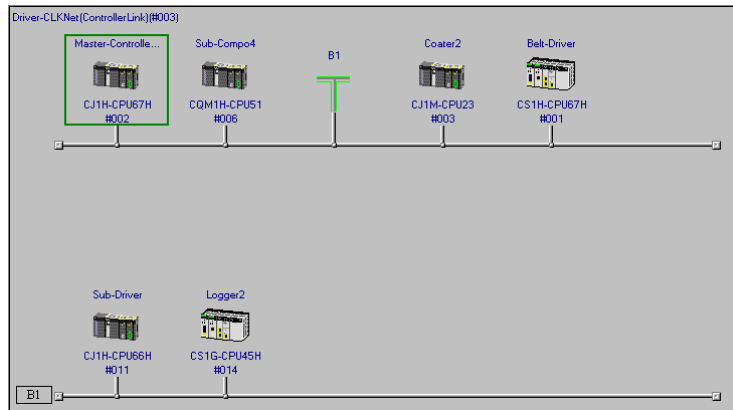 Driver-CLKNet(ControllerLink)(#003)
Master-Controlle...
Sub-Compo4
B1
Coater2
Belt-Driver
CJ1H-CPU67H
CQM1H-CPU51
CJ1M-CPU23
CS1H-CPU67H
#002
#006
#003
#001
Sub-Driver
Logger2
CJ1H-CPU66H
CS1G-CPU45H
#011
#014
B1